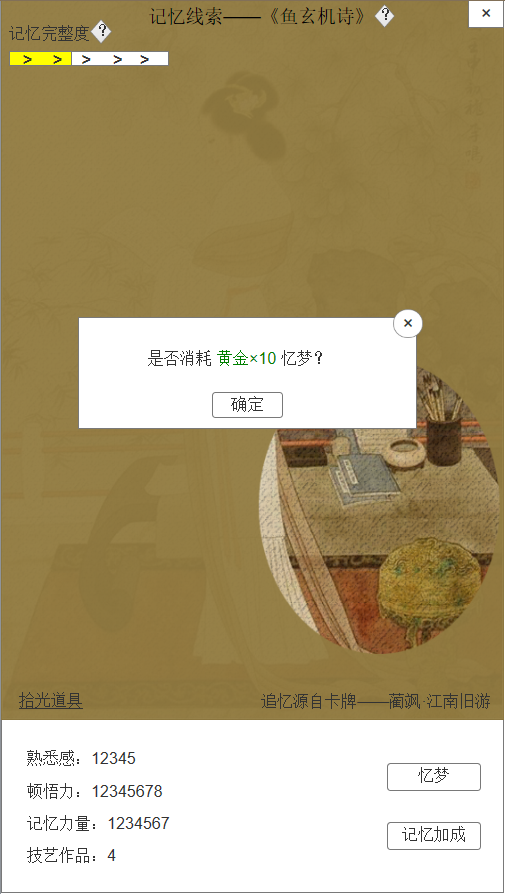 记忆线索——《鱼玄机诗》?
×
记忆完整度?
> > > > >
×
是否消耗 黄金×10 忆梦？
确定
拾光道具
追忆源自卡牌——蔺飒·江南旧游
熟悉感：12345
忆梦
顿悟力：12345678
记忆力量：1234567
记忆加成
技艺作品：4